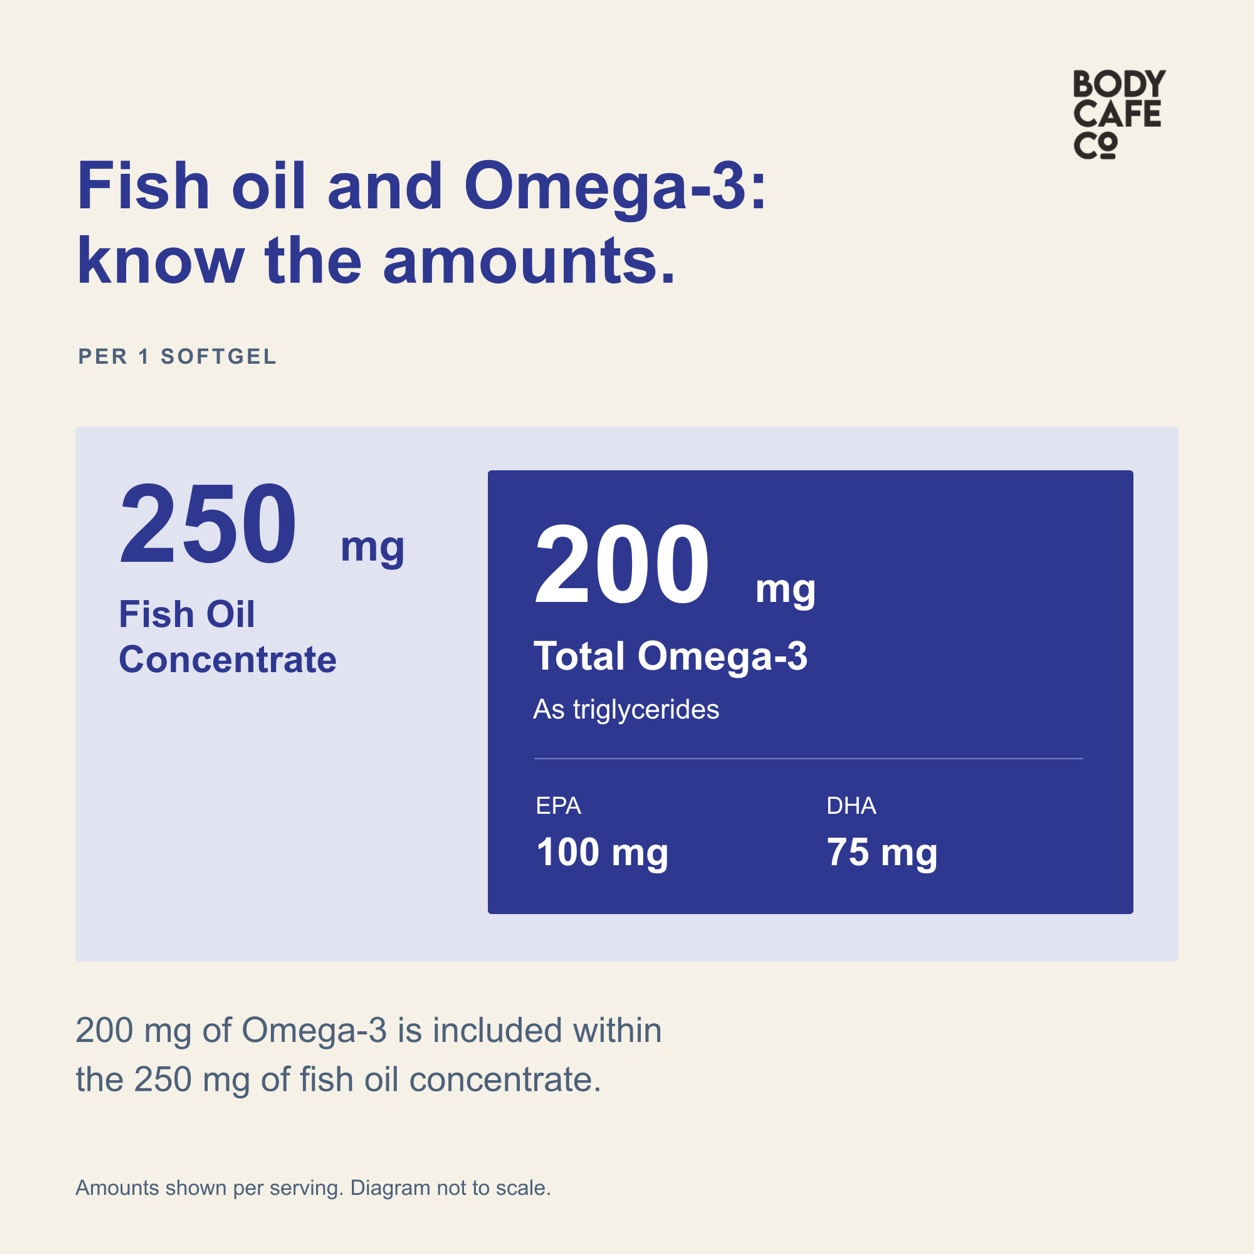 BODY
CAFE
Co
Fish oil and Omega-3:
know the amounts.
PER 1 SOFTGEL
250 mg
Fish Oil
Concentrate
200 mg
Total Omega-3
As triglycerides
EPA
100 mg
DHA
75 mg
200 mg of Omega-3 is included within
the 250 mg of fish oil concentrate.
Amounts shown per serving. Diagram not to scale.